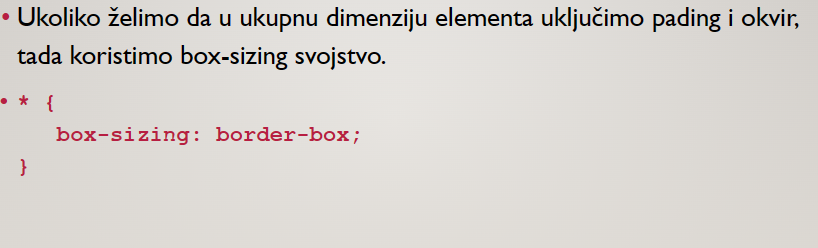 • Ukoliko želimo da u ukupnu dimenziju elementa uključimo pading i okvir,
tada koristimo box-sizing svojstvo.
• * {
box-sizing: border-box;
}